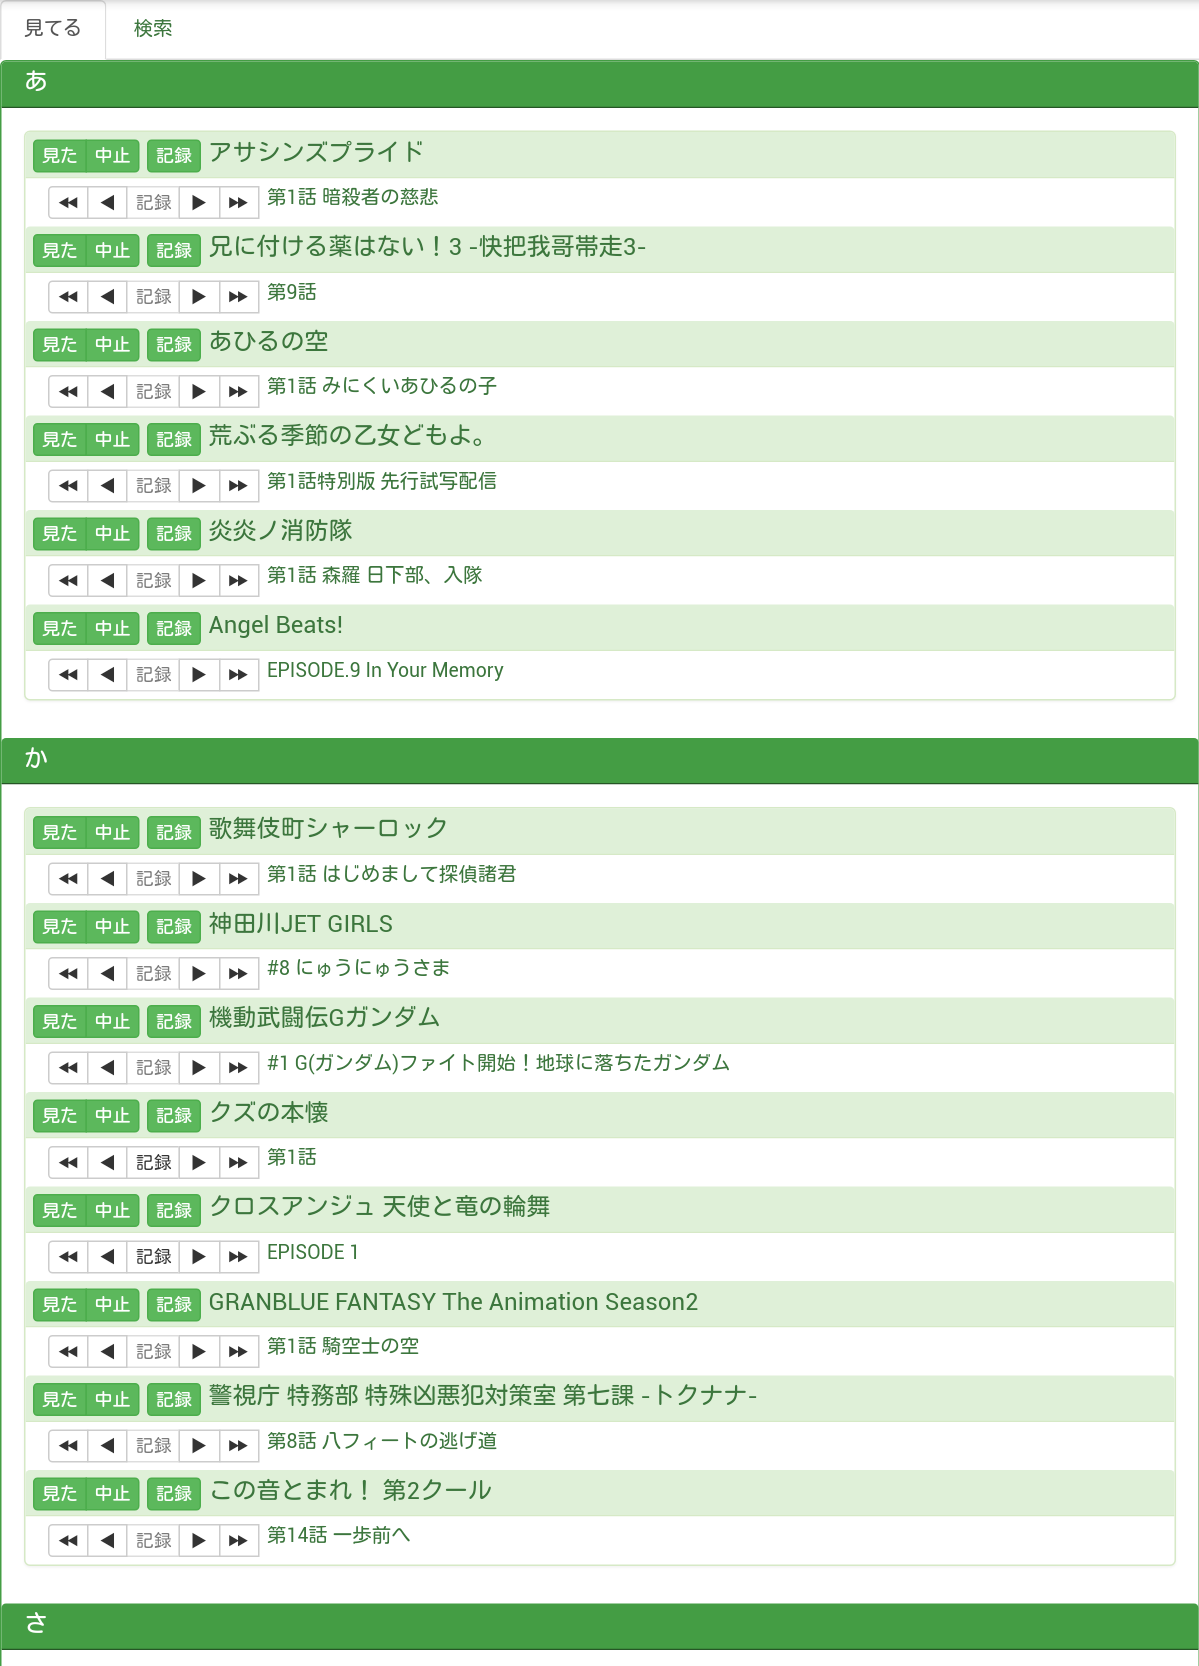 見てる 検索
あ
見た 中止 記録 アサシンズプライド
記録 第1話 暗殺者の慈悲
見た 中止 記録 兄に付ける薬はない！3 -快把我哥帯走3-
記録 第9話
見た 中止 記録 あひるの空
記録 第1話 みにくいあひるの子
見た 中止 記録 荒ぶる季節の乙女どもよ。
記録 第1話特別版 先行試写配信
見た 中止 記録 炎炎ノ消防隊
記録 第1話 森羅 日下部、入隊
見た 中止 記録 Angel Beats!
記録 EPISODE.9 In Your Memory
か
見た 中止 記録 歌舞伎町シャーロック
記録 第1話 はじめまして探偵諸君
見た 中止 記録 神田川JET GIRLS
記録 #8 にゅうにゅうさま
見た 中止 記録 機動武闘伝Gガンダム
記録 #1 G(ガンダム)ファイト開始！地球に落ちたガンダム
見た 中止 記録 クズの本懐
記録 第1話
見た 中止 記録 クロスアンジュ 天使と竜の輪舞
記録 EPISODE 1
見た 中止 記録 GRANBLUE FANTASY The Animation Season2
記録 第1話 騎空士の空
見た 中止 記録 警視庁 特務部 特殊凶悪犯対策室 第七課 -トクナナ-
記録 第8話 八フィートの逃げ道
見た 中止 記録 この音とまれ！ 第2クール
記録 第14話 一歩前へ
さ